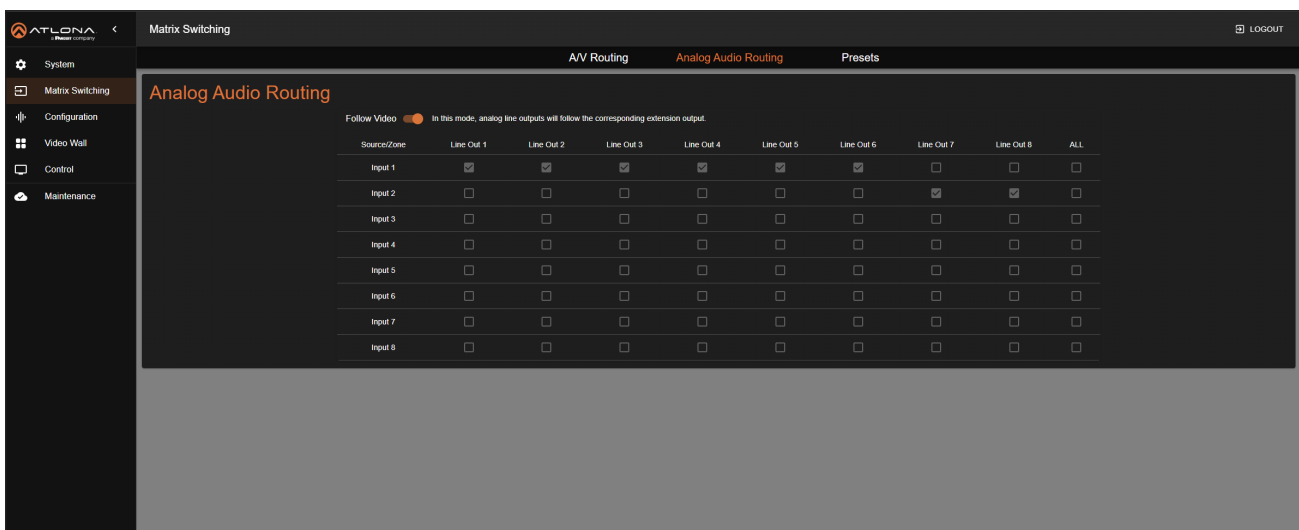 ATLONA
a Panduit company
Matrix Switching
LOGOUT
System
Matrix Switching
Configuration
Video Wall
Control
Maintenance
A/V Routing Analog Audio Routing Presets
Analog Audio Routing
Follow Video In this mode, analog line outputs will follow the corresponding extension output.
Source/Zone Line Out 1 Line Out 2 Line Out 3 Line Out 4 Line Out 5 Line Out 6 Line Out 7 Line Out 8 ALL
Input 1
Input 2
Input 3
Input 4
Input 5
Input 6
Input 7
Input 8